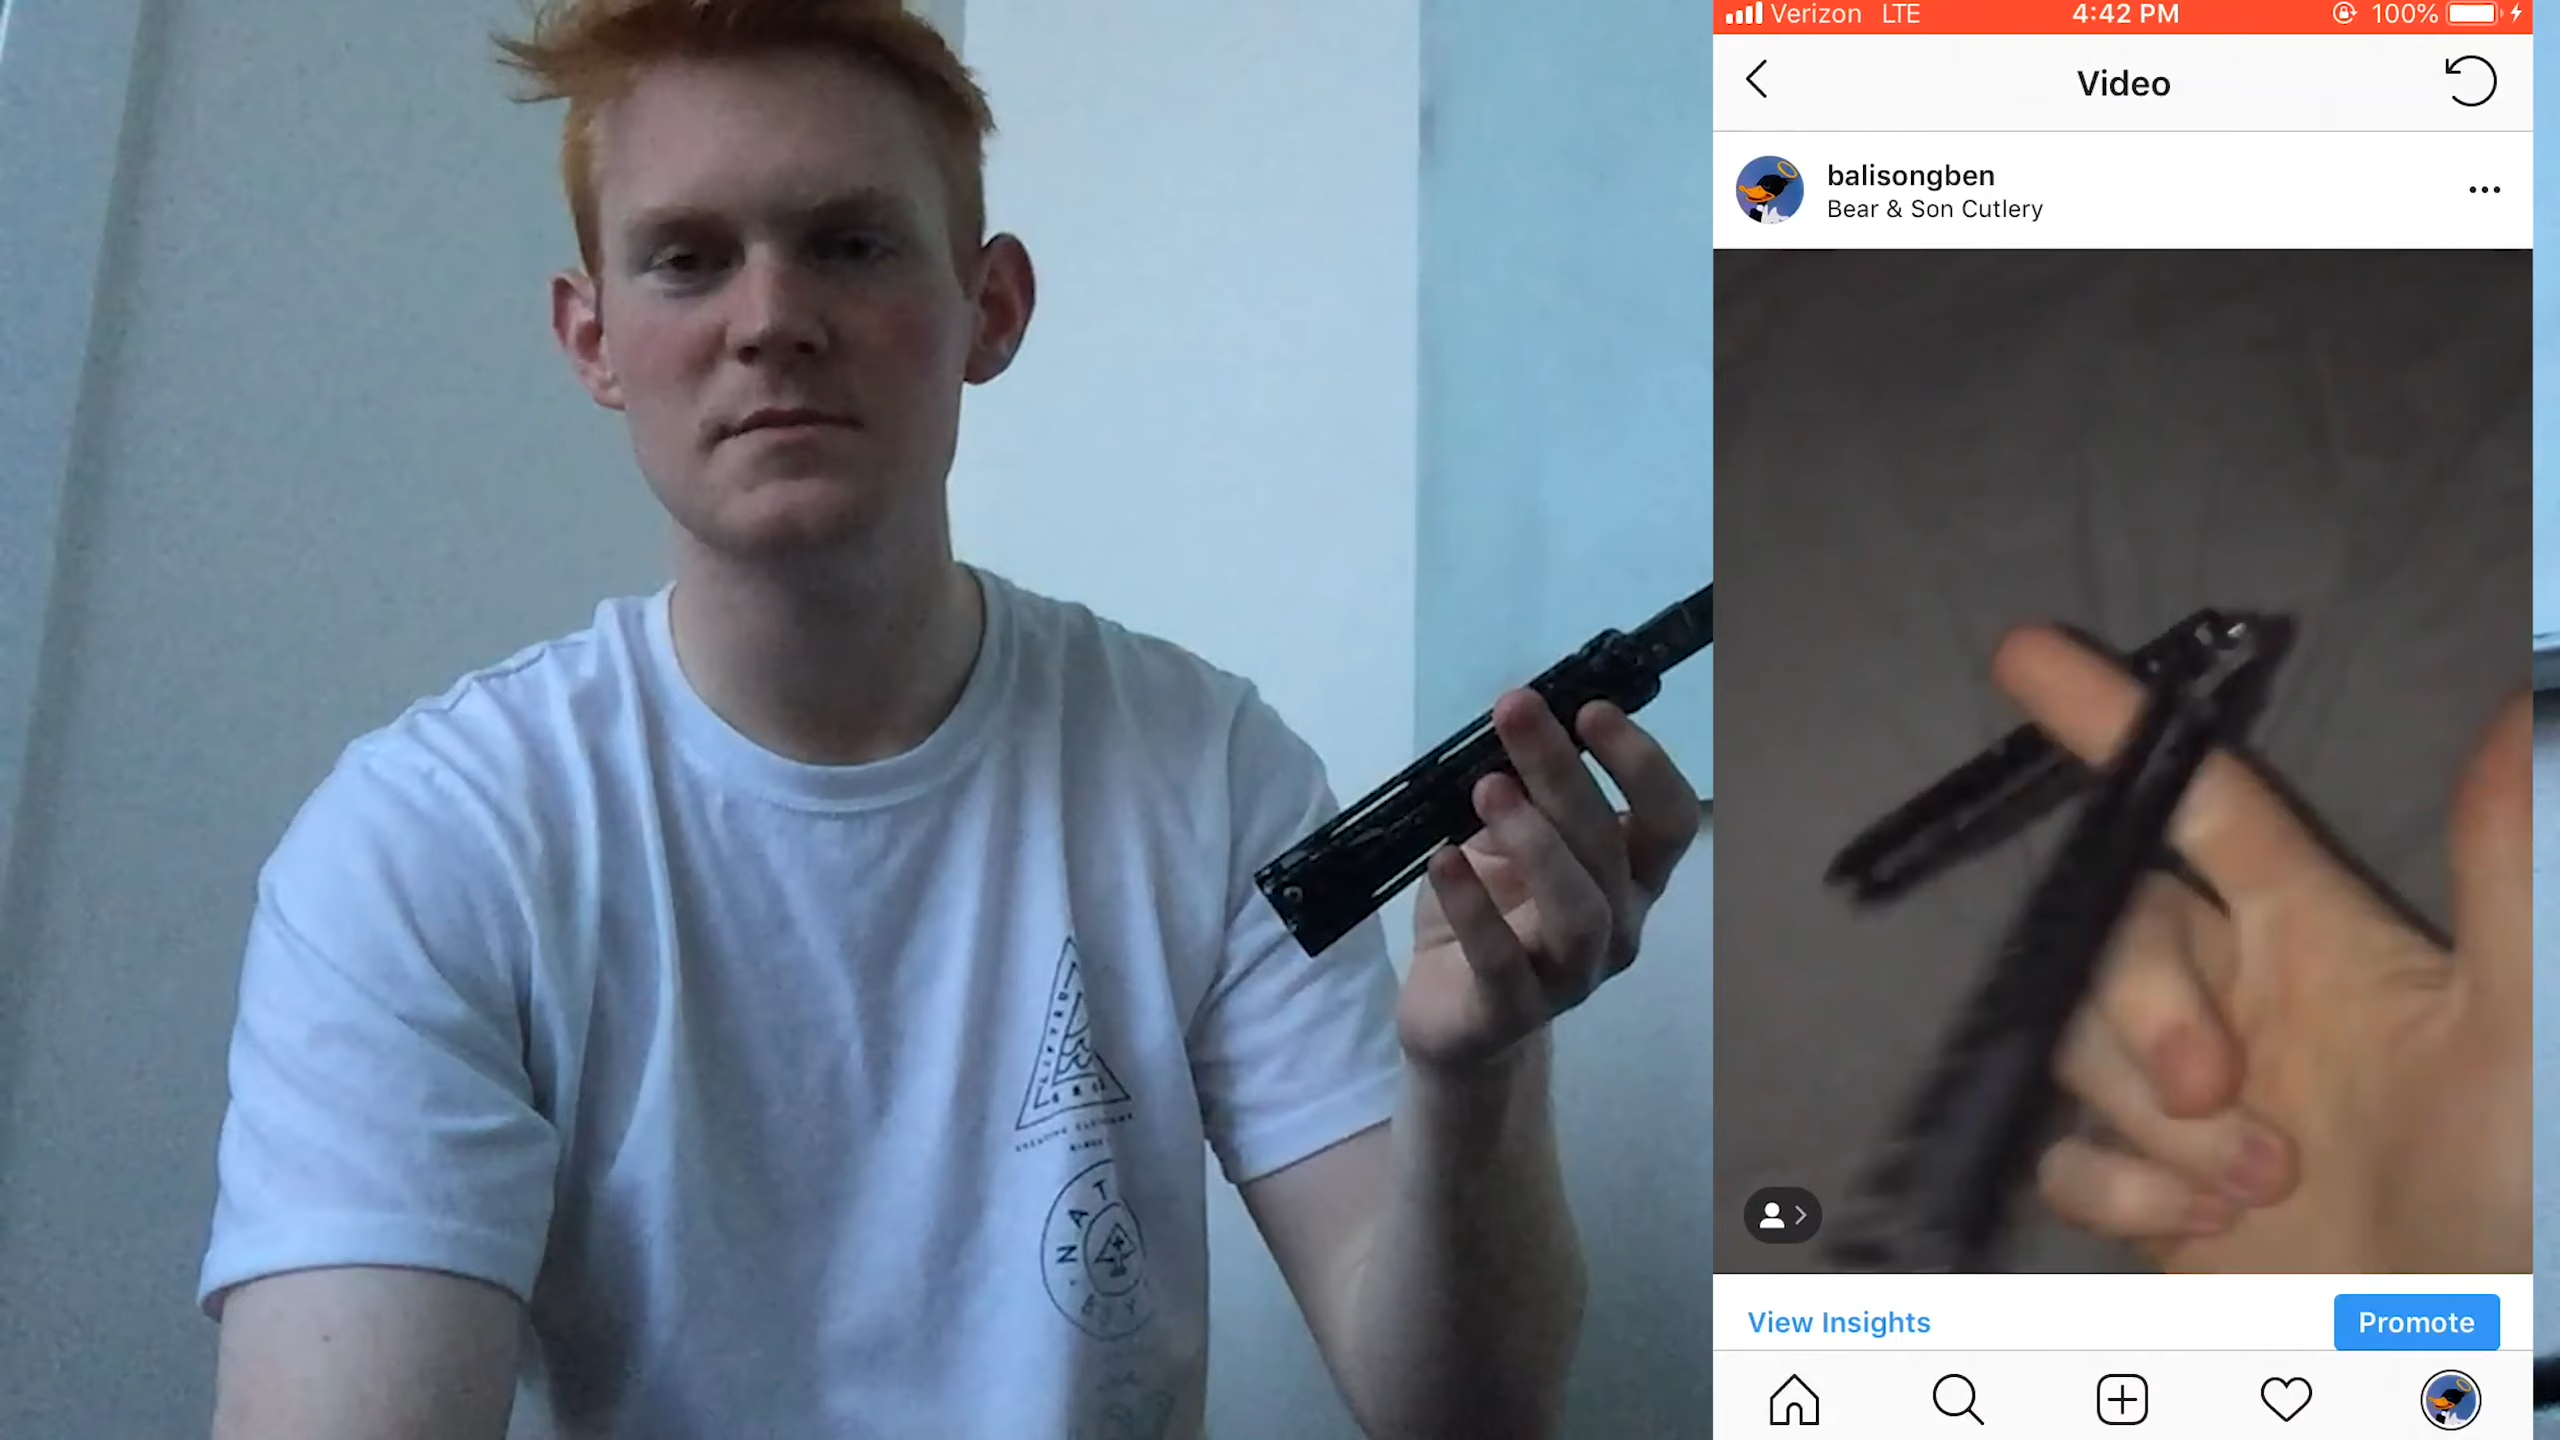 Verizon LTE 4:42 PM 100%
Video
balisongben
Bear & Son Cutlery
View Insights
Promote